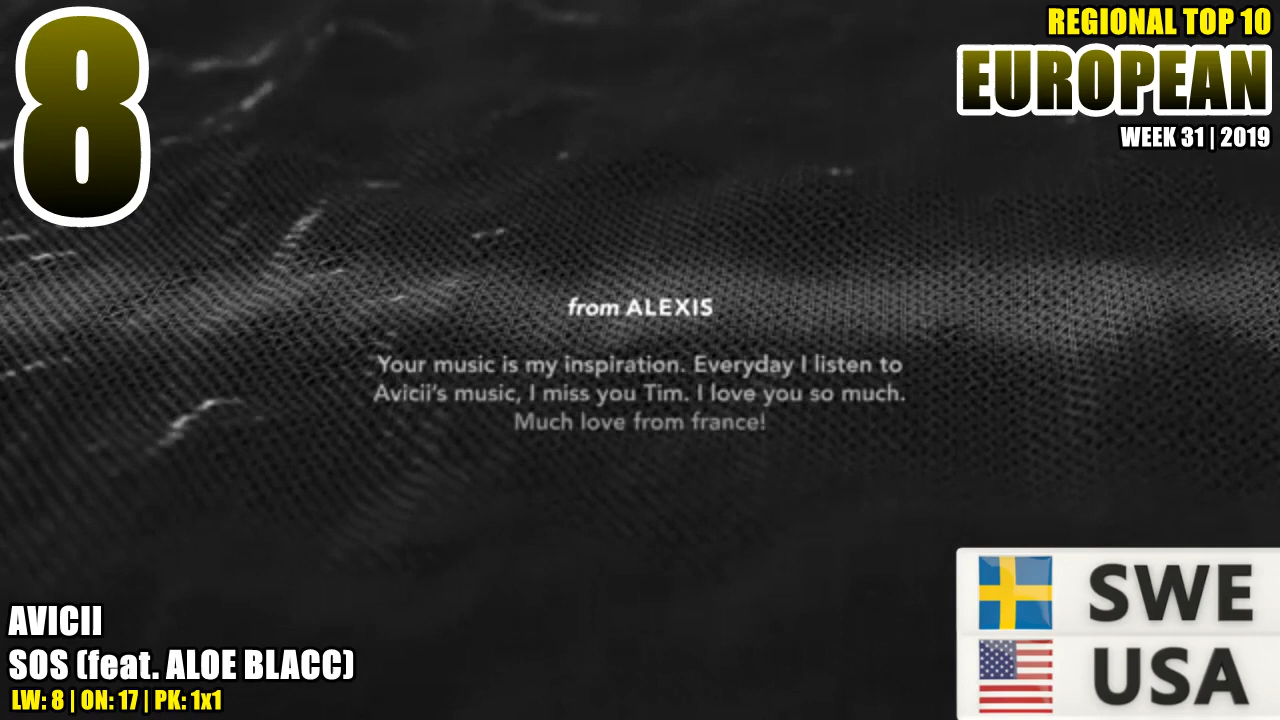 8
REGIONAL TOP 10
EUROPEAN
WEEK 31 | 2019
from ALEXIS
Your music is my inspiration. Everyday I listen to
Avicii's music, I miss you Tim. I love you so much.
Much love from france!
SWE
USA
AVICII
SOS (feat. ALOE BLACC)
LW: 8 | ON: 17 | PK: 1x1